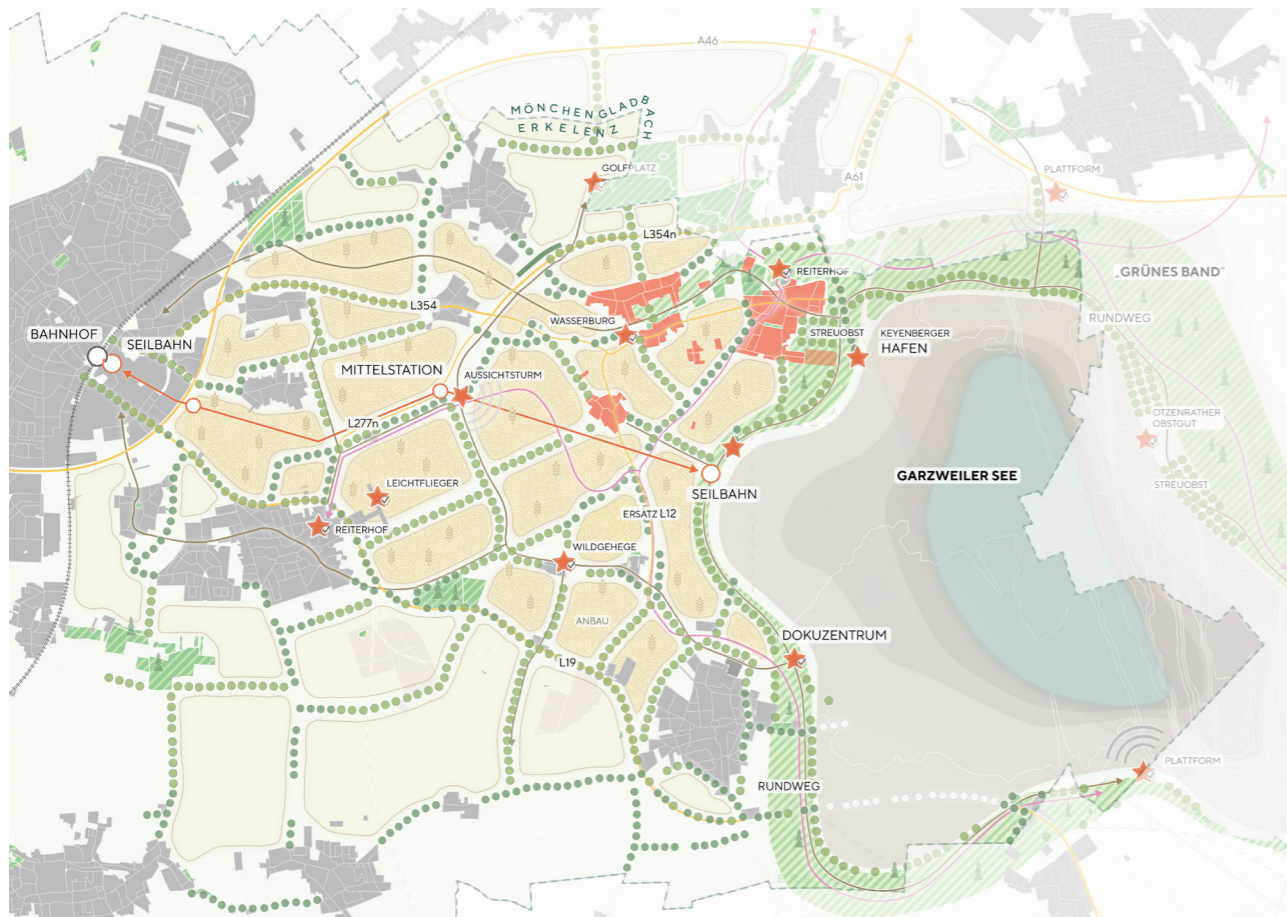 A46
MÖNCHENGLADBACH
ERKELENZ
GOLFPLATZ
A61
PLATTFORM
L354n
REITERHOF
„GRÜNES BAND"
L354
RUNDWEG
WASSERBURG
STREUOBST
KEYENBERGER
HAFEN
BAHNHOF
SEILBAHN
MITTELSTATION
AUSSICHTSTURM
L277n
OTZENRATHER
OBSTGUT
GARZWEILER SEE
LEICHTFLIEGER
SEILBAHN
STREUOBST
ERSATZ L12
REITERHOF
WILDGEHEGE
ANBAU
DOKUZENTRUM
L19
PLATTFORM
RUNDWEG